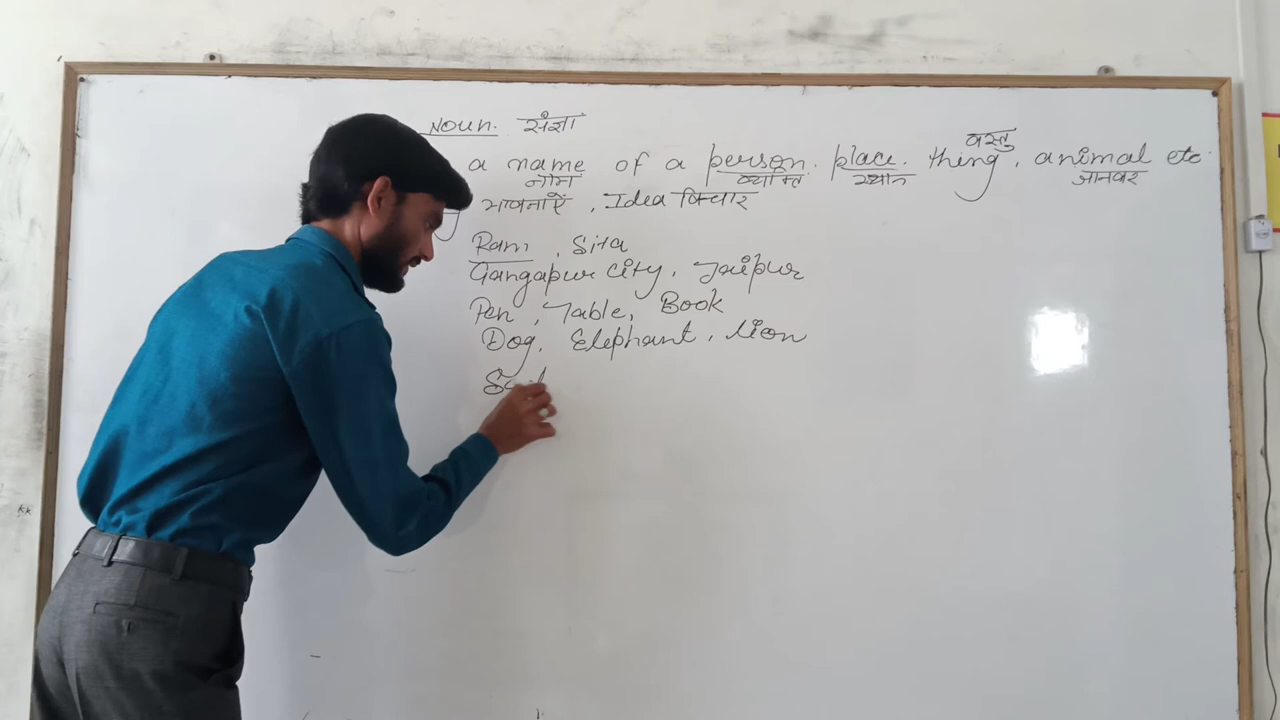 Noun. संज्ञा
वस्तु
a name of a person. place. thing, animal etc.
नाम व्यक्ति स्थान जानवर
Idea विचार
Ram, Sita
Gangapur City, Jaipur
Pen, Table, Book
Dog, Elephant, Lion